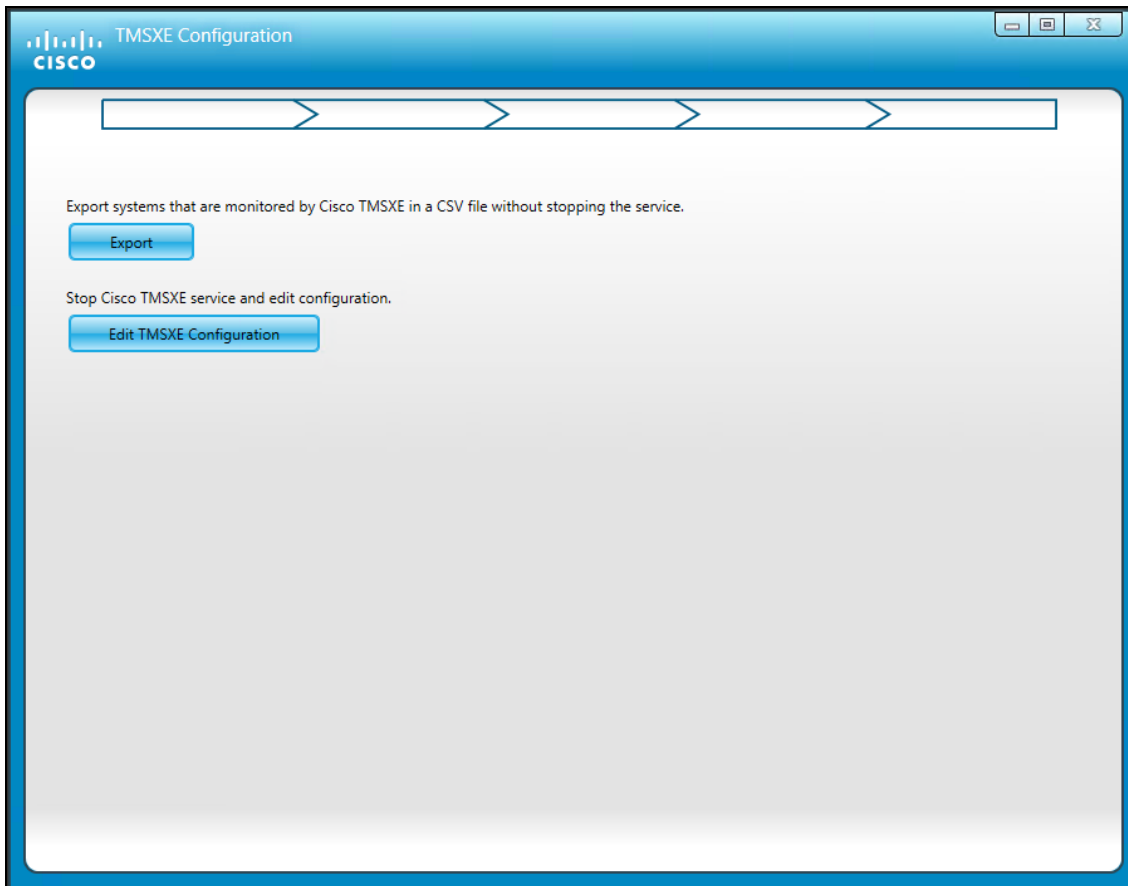 TMSXE Configuration
CISCO
Export systems that are monitored by Cisco TMSXE in a CSV file without stopping the service.
Export
Stop Cisco TMSXE service and edit configuration.
Edit TMSXE Configuration